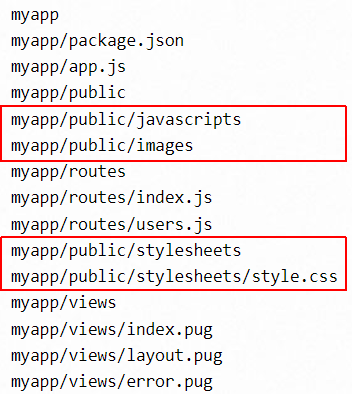 myapp
myapp/package.json
myapp/app.js
myapp/public
myapp/public/javascripts
myapp/public/images
myapp/routes
myapp/routes/index.js
myapp/routes/users.js
myapp/public/stylesheets
myapp/public/stylesheets/style.css
myapp/views
myapp/views/index.pug
myapp/views/layout.pug
myapp/views/error.pug